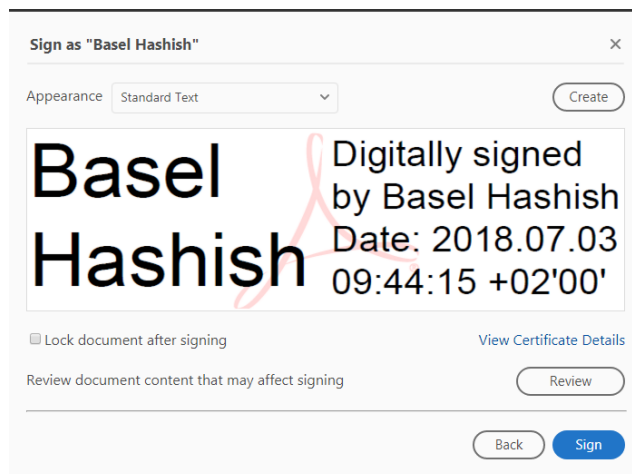 Sign as "Basel Hashish"
Appearance Standard Text Create
Basel
Hashish
Digitally signed
by Basel Hashish
Date: 2018.07.03
09:44:15 +02'00'
Lock document after signing View Certificate Details
Review document content that may affect signing Review
Back Sign